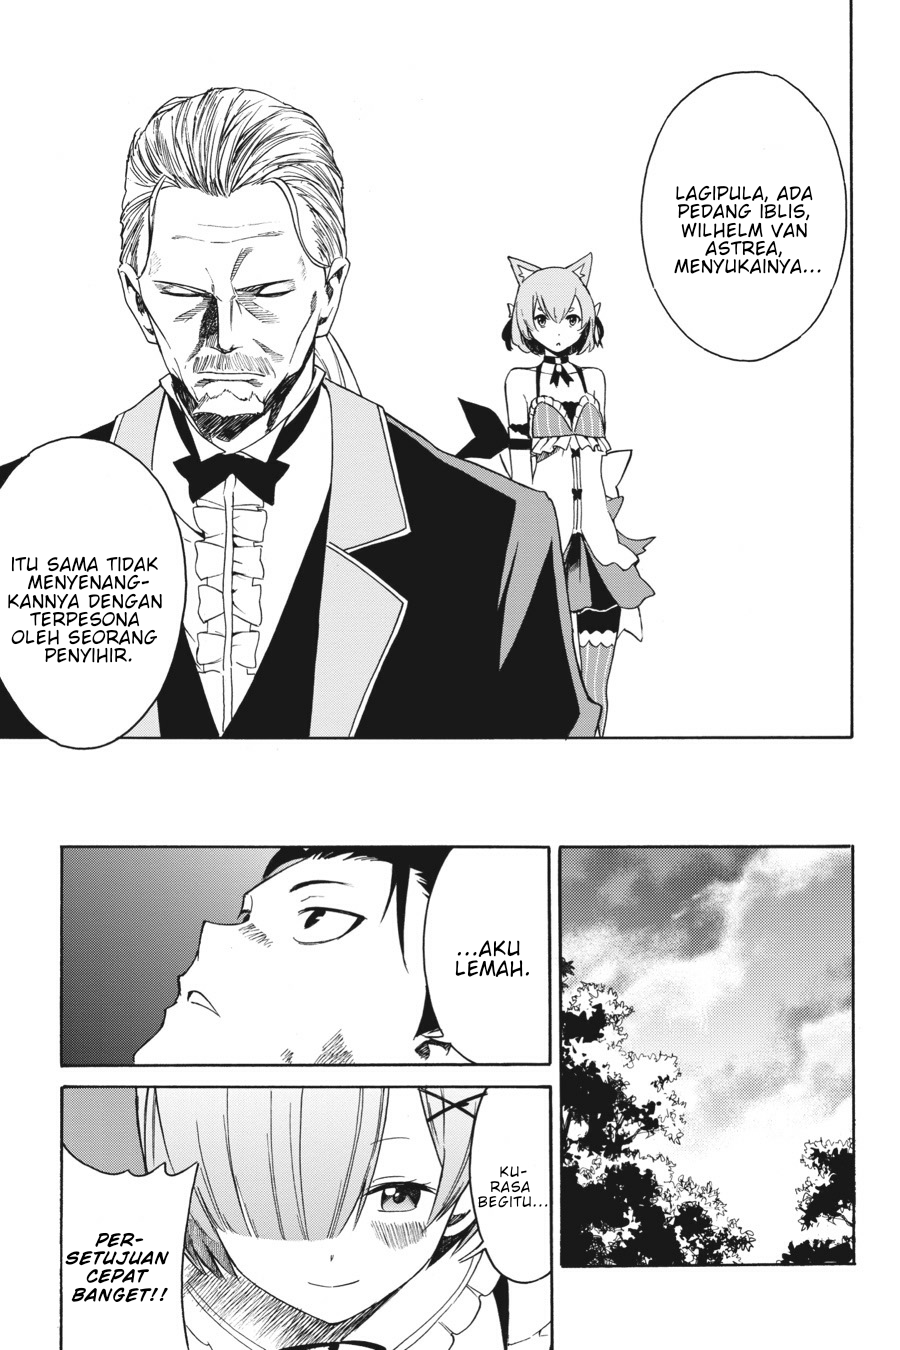 LAGIPULA, ADA
PEDANG IBLIS,
WILHELM VAN
ASTREA,
MENYUKAINYA...
ITU SAMA TIDAK
MENYENANG-
KANNYA DENGAN
TERPESONA
OLEH SEORANG
PENYIHIR.
...AKU
LEMAH.
KU-
RASA
BEGITU...
PER-
SETUJUAN
CEPAT
BANGET!!